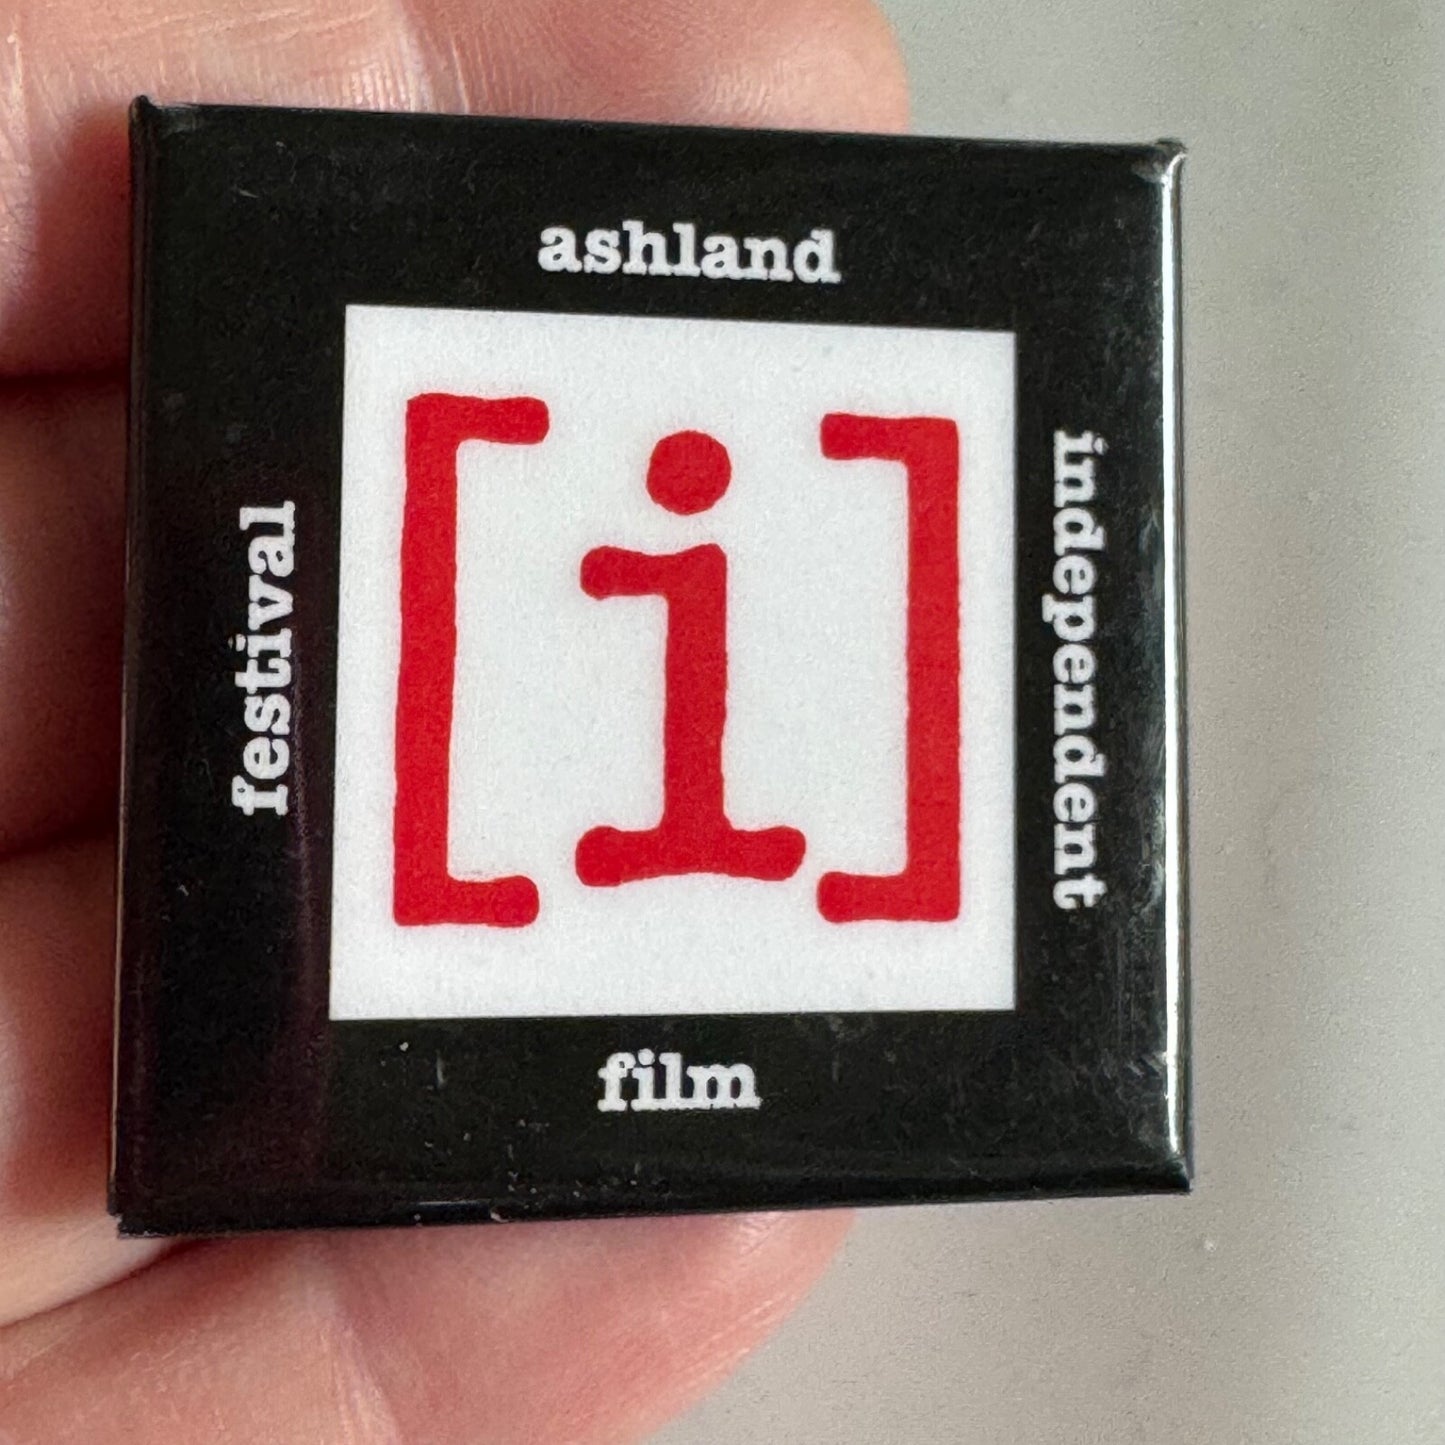 ashland
independent
film
festival
[i]